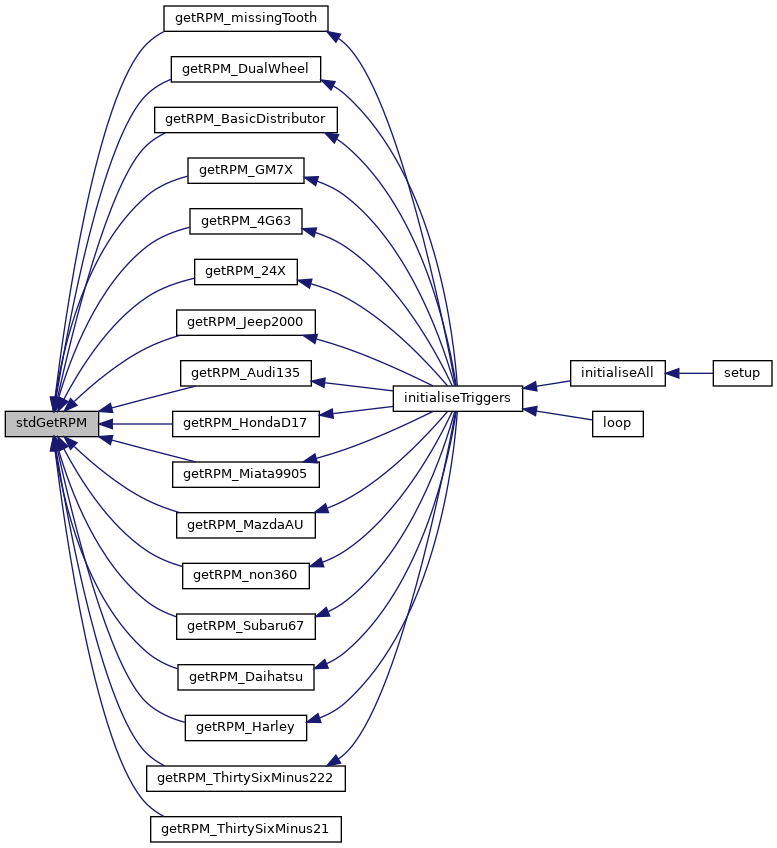 getRPM_missingTooth
getRPM_DualWheel
getRPM_BasicDistributor
getRPM_GM7X
getRPM_4G63
getRPM_24X
getRPM_Jeep2000
getRPM_Audi135
initialiseAll
setup
initialiseTriggers
stdGetRPM
getRPM_HondaD17
loop
getRPM_Miata9905
getRPM_MazdaAU
getRPM_non360
getRPM_Subaru67
getRPM_Daihatsu
getRPM_Harley
getRPM_ThirtySixMinus222
getRPM_ThirtySixMinus21